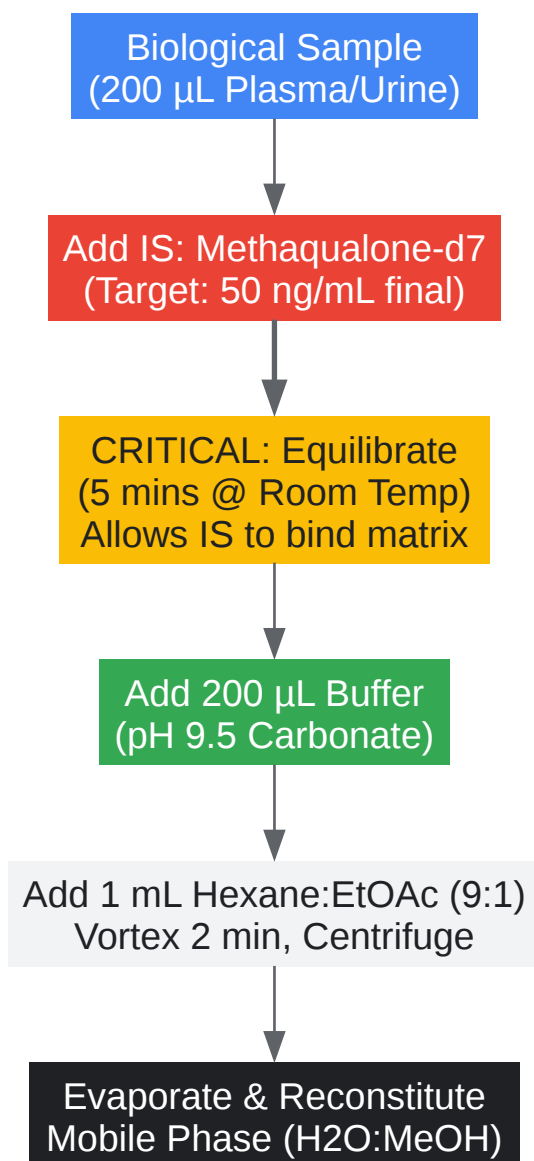 Biological Sample
(200 µL Plasma/Urine)
Add IS: Methaqualone-d7
(Target: 50 ng/mL final)
CRITICAL: Equilibrate
(5 mins @ Room Temp)
Allows IS to bind matrix
Add 200 µL Buffer
(pH 9.5 Carbonate)
Add 1 mL Hexane:EtOAc (9:1)
Vortex 2 min, Centrifuge
Evaporate & Reconstitute
Mobile Phase (H2O:MeOH)